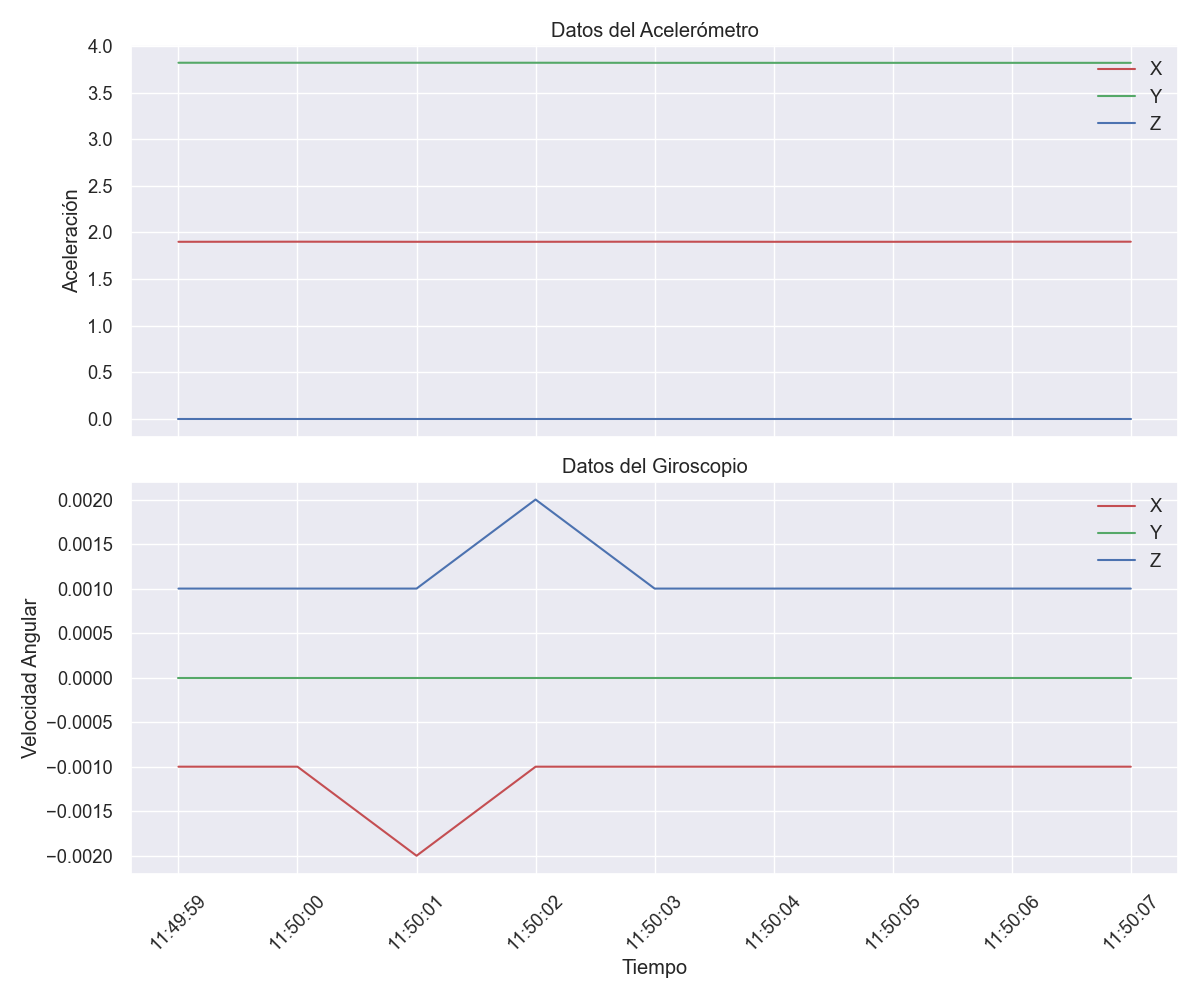 Datos del Acelerómetro
4.0
3.5
3.0
2.5
2.0
1.5
1.0
0.5
0.0
Aceleración
X
Y
Z
Datos del Giroscopio
0.0020
0.0015
0.0010
0.0005
0.0000
−0.0005
−0.0010
−0.0015
−0.0020
Velocidad Angular
X
Y
Z
11:49:59
11:50:00
11:50:01
11:50:02
11:50:03
11:50:04
11:50:05
11:50:06
11:50:07
Tiempo